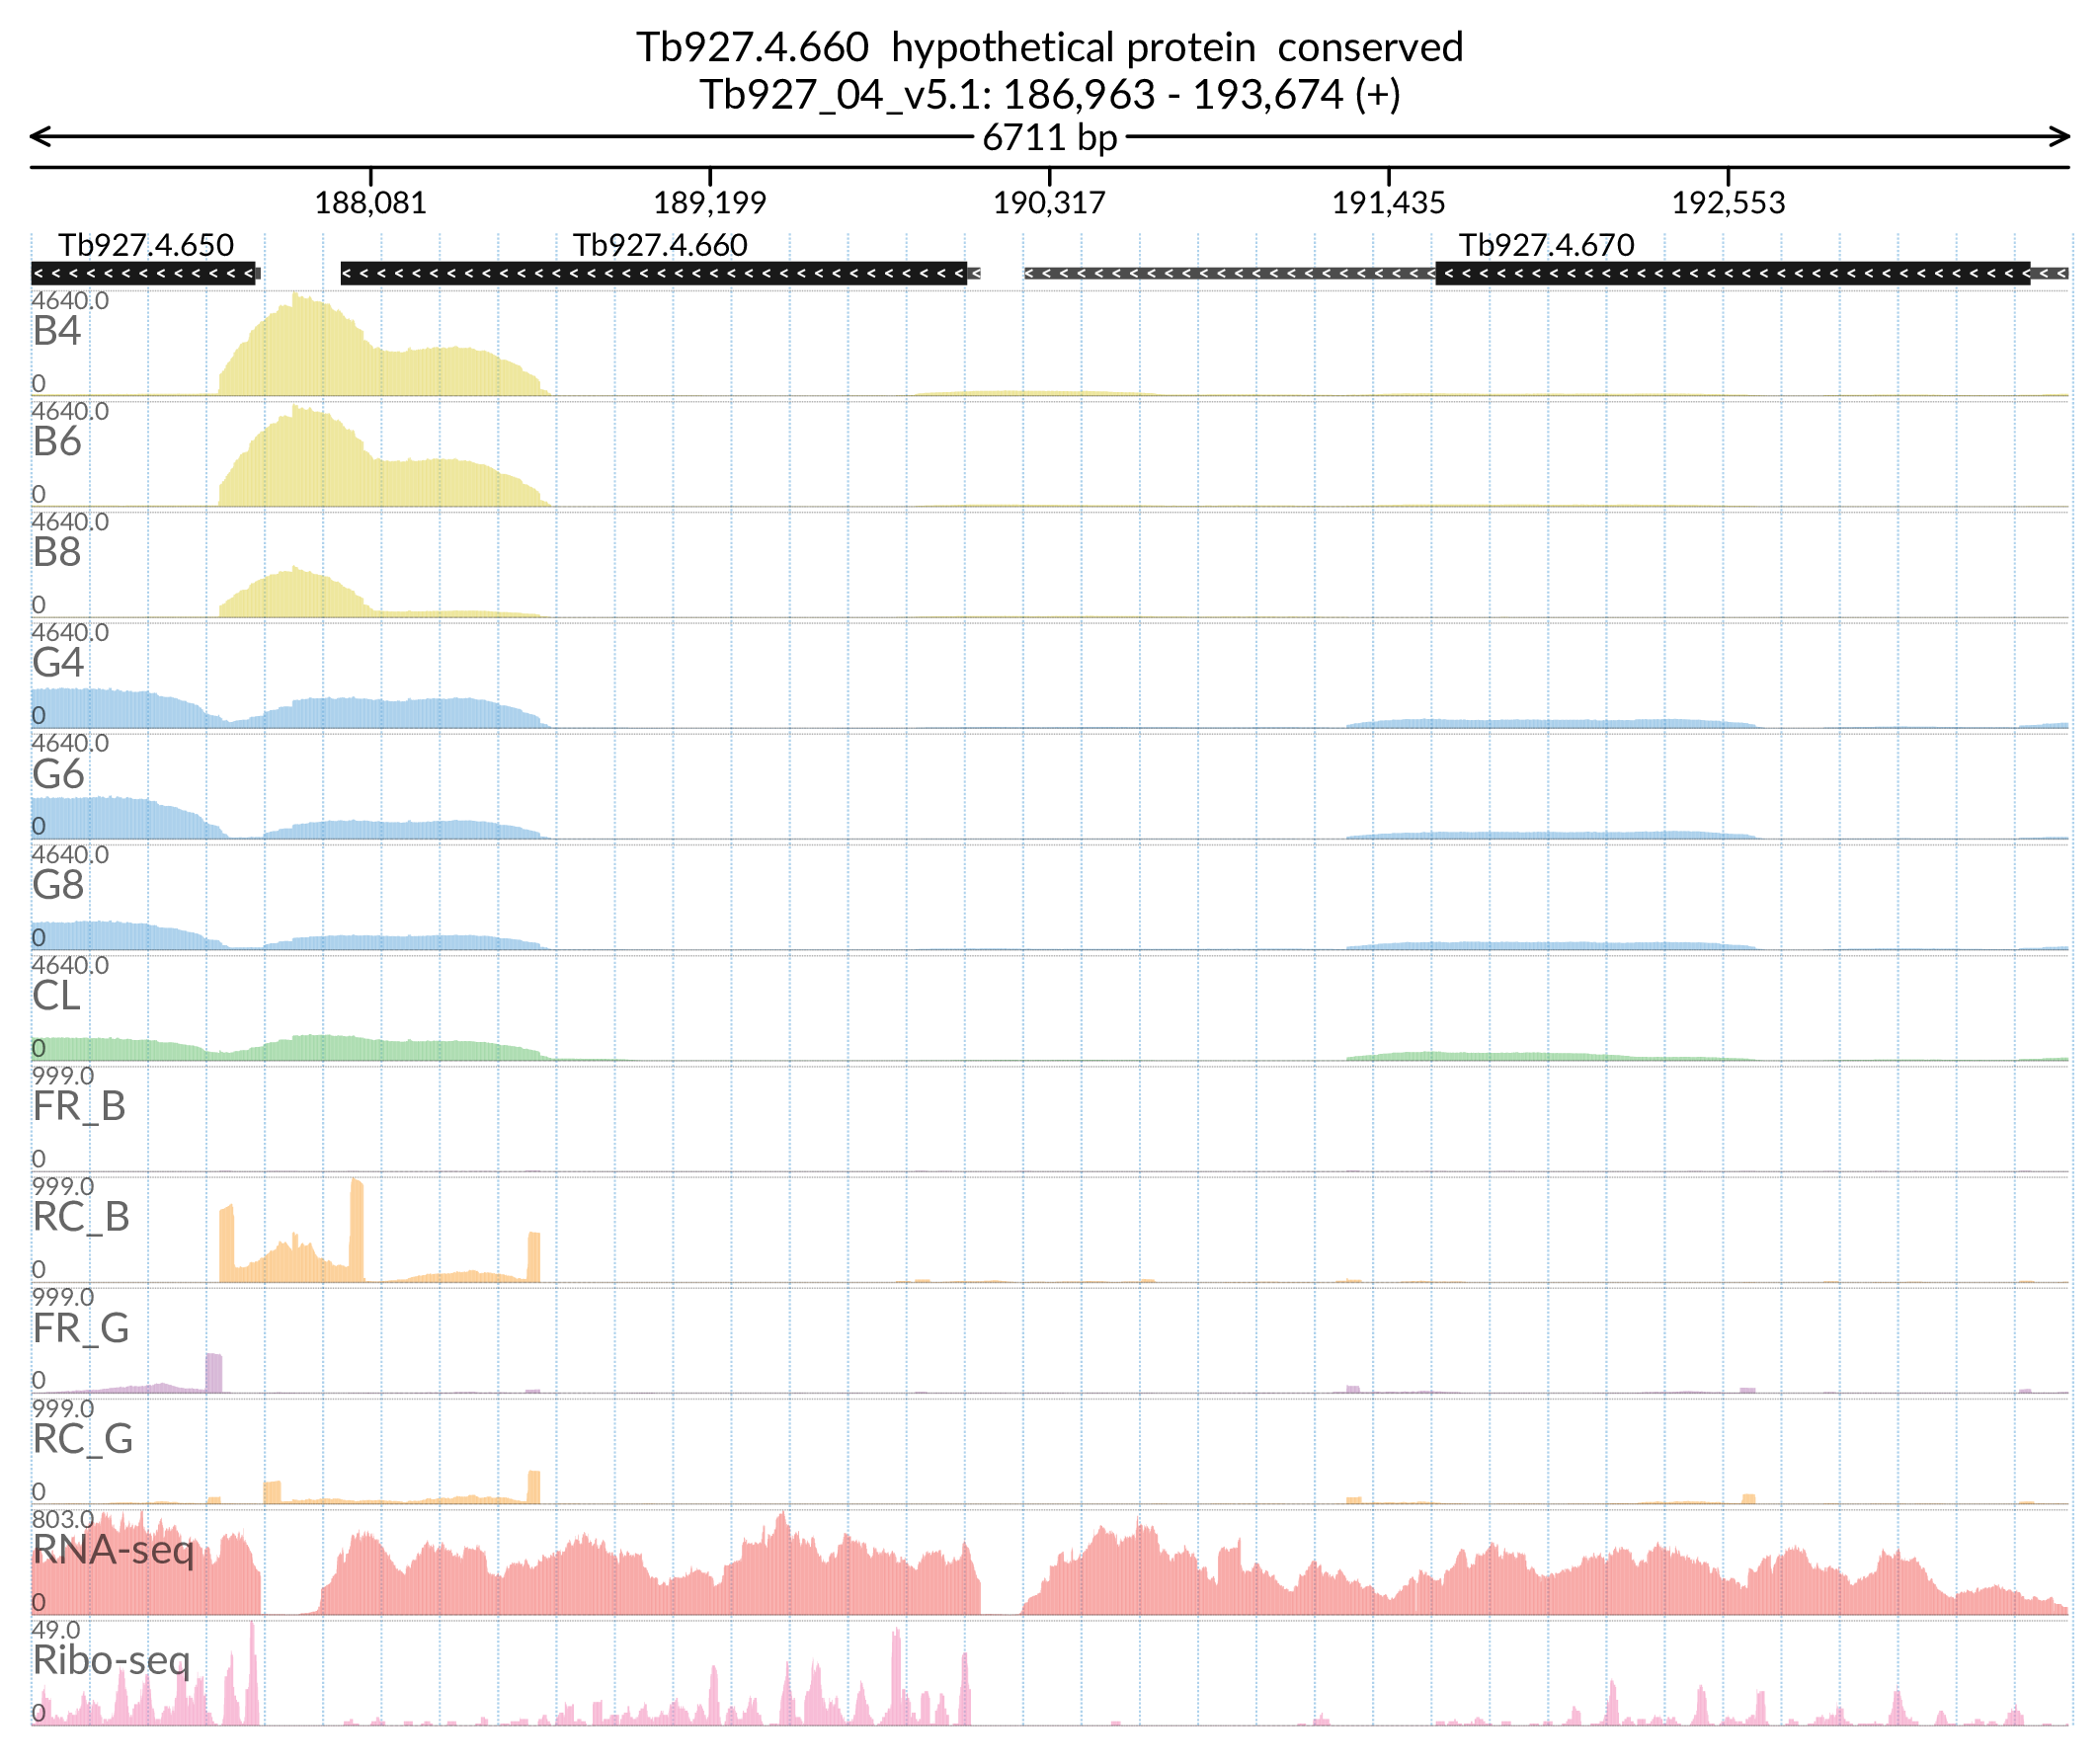 Tb927.4.660 hypothetical protein conserved
Tb927_04_v5.1: 186,963 - 193,674 (+)
6711 bp
188,081 189,199 190,317 191,435 192,553
Tb927.4.650 Tb927.4.660 Tb927.4.670
4640.0
B4
0
4640.0
B6
0
4640.0
B8
0
4640.0
G4
0
4640.0
G6
0
4640.0
G8
0
4640.0
CL
0
999.0
FR_B
0
999.0
RC_B
0
999.0
FR_G
0
999.0
RC_G
0
803.0
RNA-seq
0
49.0
Ribo-seq
0